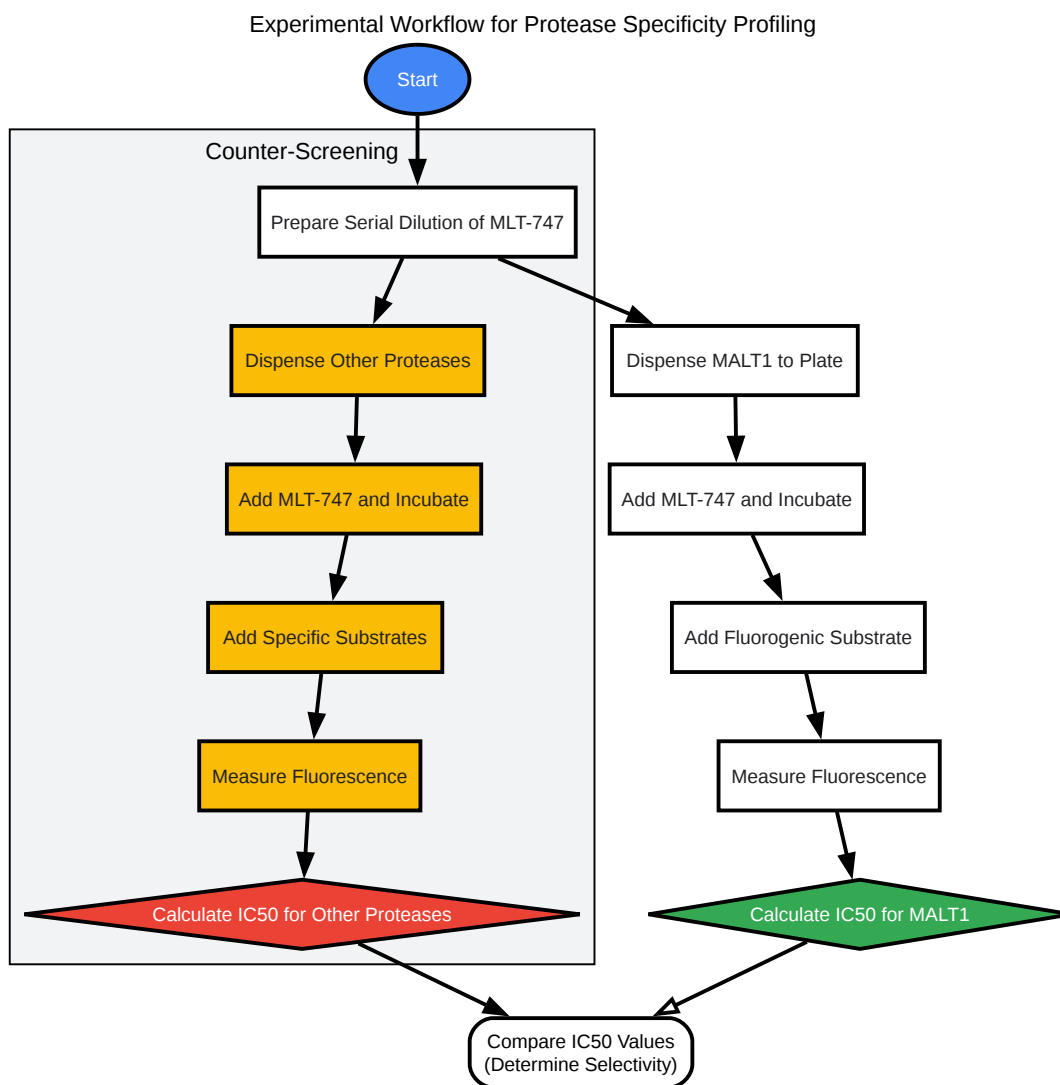 Experimental Workflow for Protease Specificity Profiling
Start
Counter-Screening
Prepare Serial Dilution of MLT-747
Dispense Other Proteases
Dispense MALT1 to Plate
Add MLT-747 and Incubate
Add MLT-747 and Incubate
Add Specific Substrates
Add Fluorogenic Substrate
Measure Fluorescence
Measure Fluorescence
Calculate IC50 for Other Proteases
Calculate IC50 for MALT1
Compare IC50 Values
(Determine Selectivity)